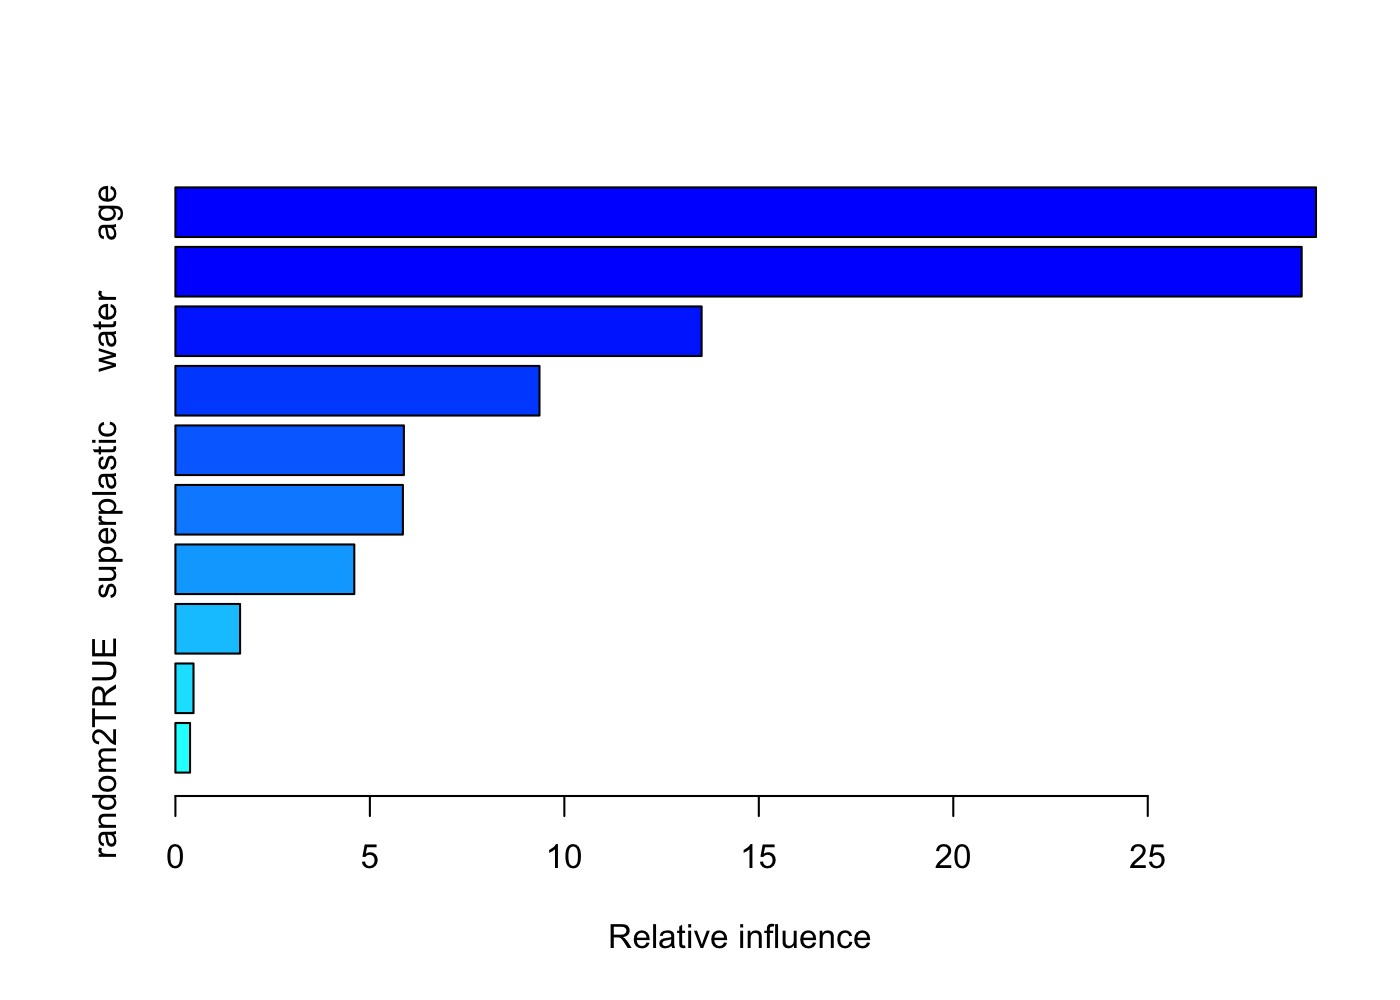 age
water
superplastic
random2TRUE
0 5 10 15 20 25
Relative influence